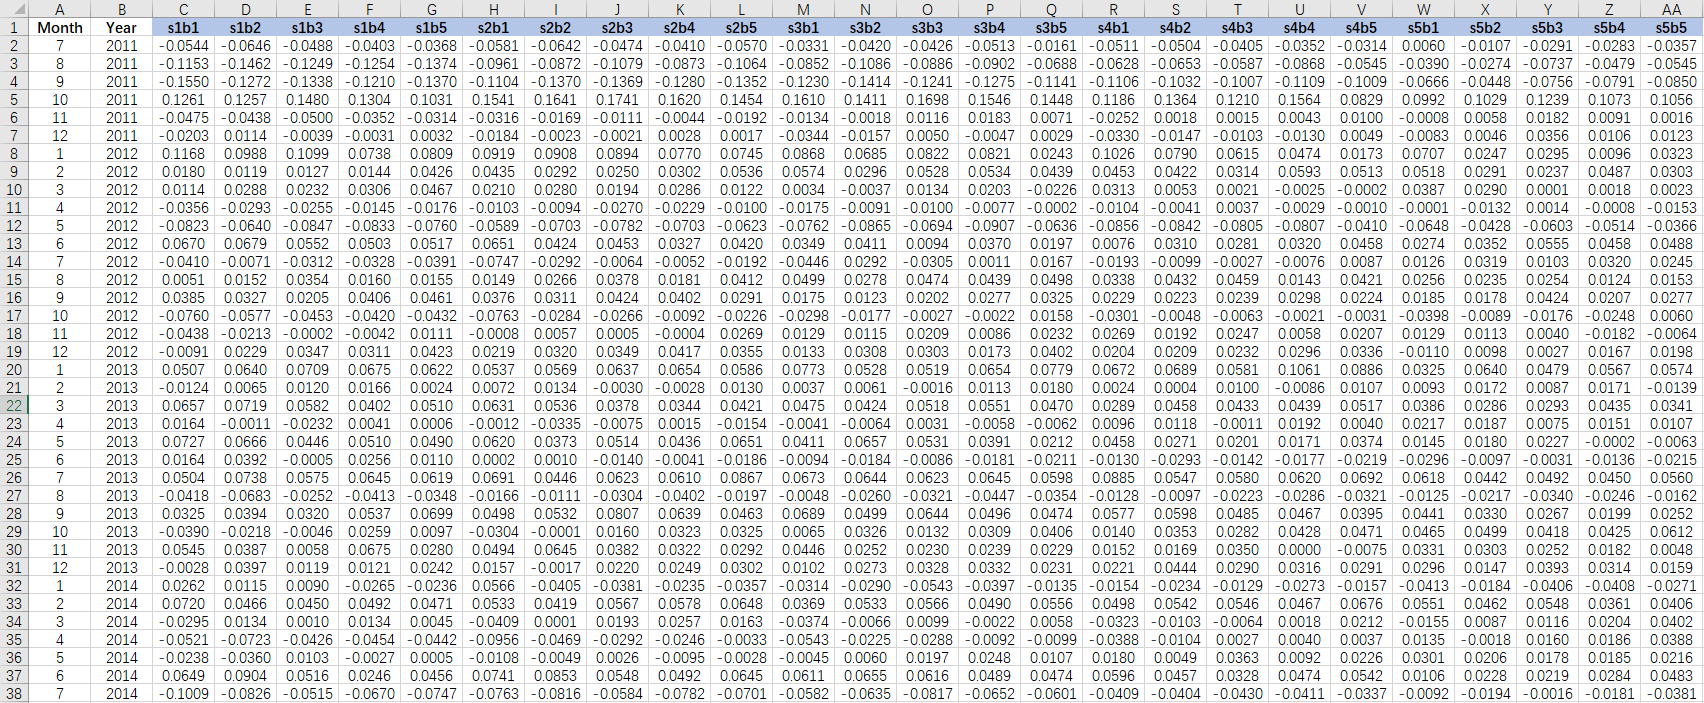 A B C D E F G H I J K L M N O P Q R S T U V W X Y Z AA
1 Month Year s1b1 s1b2 s1b3 s1b4 s1b5 s2b1 s2b2 s2b3 s2b4 s2b5 s3b1 s3b2 s3b3 s3b4 s3b5 s4b1 s4b2 s4b3 s4b4 s4b5 s5b1 s5b2 s5b3 s5b4 s5b5
2 7 2011 -0.0544 -0.0646 -0.0488 -0.0403 -0.0368 -0.0581 -0.0642 -0.0474 -0.0410 -0.0570 -0.0331 -0.0420 -0.0426 -0.0513 -0.0161 -0.0511 -0.0504 -0.0405 -0.0352 -0.0314 0.0060 -0.0107 -0.0291 -0.0283 -0.0357
3 8 2011 -0.1153 -0.1462 -0.1249 -0.1254 -0.1374 -0.0961 -0.0872 -0.1079 -0.0873 -0.1064 -0.0852 -0.1086 -0.0886 -0.0902 -0.0688 -0.0628 -0.0653 -0.0587 -0.0868 -0.0545 -0.0390 -0.0274 -0.0737 -0.0479 -0.0545
4 9 2011 -0.1550 -0.1272 -0.1338 -0.1210 -0.1370 -0.1104 -0.1370 -0.1369 -0.1280 -0.1352 -0.1230 -0.1414 -0.1241 -0.1275 -0.1141 -0.1106 -0.1032 -0.1007 -0.1109 -0.1009 -0.0666 -0.0448 -0.0756 -0.0791 -0.0850
5 10 2011 0.1261 0.1257 0.1480 0.1304 0.1031 0.1541 0.1641 0.1741 0.1620 0.1454 0.1610 0.1411 0.1698 0.1546 0.1448 0.1186 0.1364 0.1210 0.1564 0.0829 0.0992 0.1029 0.1239 0.1073 0.1056
6 11 2011 -0.0475 -0.0438 -0.0500 -0.0352 -0.0314 -0.0316 -0.0169 -0.0111 -0.0044 -0.0192 -0.0134 -0.0018 0.0116 0.0183 0.0071 -0.0252 0.0018 0.0015 0.0043 0.0100 -0.0008 0.0058 0.0182 0.0091 0.0016
7 12 2011 -0.0203 0.0114 -0.0039 -0.0031 0.0032 -0.0184 -0.0023 -0.0021 0.0028 0.0017 -0.0344 -0.0157 0.0050 -0.0047 0.0029 -0.0330 -0.0147 -0.0103 -0.0130 0.0049 -0.0083 0.0046 0.0356 0.0106 0.0123
8 1 2012 0.1168 0.0988 0.1099 0.0738 0.0809 0.0919 0.0908 0.0894 0.0770 0.0745 0.0868 0.0685 0.0822 0.0821 0.0243 0.1026 0.0790 0.0615 0.0474 0.0173 0.0707 0.0247 0.0295 0.0096 0.0323
9 2 2012 0.0180 0.0119 0.0127 0.0144 0.0426 0.0435 0.0292 0.0250 0.0302 0.0536 0.0574 0.0296 0.0528 0.0534 0.0439 0.0453 0.0422 0.0314 0.0593 0.0513 0.0518 0.0291 0.0237 0.0487 0.0303
10 3 2012 0.0114 0.0288 0.0232 0.0306 0.0467 0.0210 0.0280 0.0194 0.0286 0.0122 0.0034 -0.0037 0.0134 0.0203 -0.0226 0.0313 0.0053 0.0021 -0.0025 -0.0002 0.0387 0.0290 0.0001 0.0018 0.0023
11 4 2012 -0.0356 -0.0293 -0.0255 -0.0145 -0.0176 -0.0103 -0.0094 -0.0270 -0.0229 -0.0100 -0.0175 -0.0091 -0.0100 -0.0077 -0.0002 -0.0104 -0.0041 0.0037 -0.0029 -0.0010 -0.0001 -0.0132 0.0014 -0.0008 -0.0153
12 5 2012 -0.0823 -0.0640 -0.0847 -0.0833 -0.0760 -0.0589 -0.0703 -0.0782 -0.0703 -0.0623 -0.0762 -0.0865 -0.0694 -0.0907 -0.0636 -0.0856 -0.0842 -0.0805 -0.0807 -0.0410 -0.0648 -0.0428 -0.0603 -0.0514 -0.0366
13 6 2012 0.0670 0.0679 0.0552 0.0503 0.0517 0.0651 0.0424 0.0453 0.0327 0.0420 0.0349 0.0411 0.0094 0.0370 0.0197 0.0076 0.0310 0.0281 0.0320 0.0458 0.0274 0.0352 0.0555 0.0458 0.0488
14 7 2012 -0.0410 -0.0071 -0.0312 -0.0328 -0.0391 -0.0747 -0.0292 -0.0064 -0.0052 -0.0192 -0.0446 0.0292 -0.0305 0.0011 0.0167 -0.0193 -0.0099 -0.0027 -0.0076 0.0087 0.0126 0.0319 0.0103 0.0320 0.0245
15 8 2012 0.0051 0.0152 0.0354 0.0160 0.0155 0.0149 0.0266 0.0378 0.0181 0.0412 0.0499 0.0278 0.0474 0.0439 0.0498 0.0338 0.0432 0.0459 0.0143 0.0421 0.0256 0.0235 0.0254 0.0124 0.0153
16 9 2012 0.0385 0.0327 0.0205 0.0406 0.0461 0.0376 0.0311 0.0424 0.0402 0.0291 0.0175 0.0123 0.0202 0.0277 0.0325 0.0229 0.0223 0.0239 0.0298 0.0224 0.0185 0.0178 0.0424 0.0207 0.0277
17 10 2012 -0.0760 -0.0577 -0.0453 -0.0420 -0.0432 -0.0763 -0.0284 -0.0266 -0.0092 -0.0226 -0.0298 -0.0177 -0.0027 -0.0022 0.0158 -0.0301 -0.0048 -0.0063 -0.0021 -0.0031 -0.0398 -0.0089 -0.0176 -0.0248 0.0060
18 11 2012 -0.0438 -0.0213 -0.0002 -0.0042 0.0111 -0.0008 0.0057 0.0005 -0.0004 0.0269 0.0129 0.0115 0.0209 0.0086 0.0232 0.0269 0.0192 0.0247 0.0058 0.0207 0.0129 0.0113 0.0040 -0.0182 -0.0064
19 12 2012 -0.0091 0.0229 0.0347 0.0311 0.0423 0.0219 0.0320 0.0349 0.0417 0.0355 0.0133 0.0308 0.0303 0.0173 0.0402 0.0204 0.0209 0.0232 0.0296 0.0336 -0.0110 0.0098 0.0027 0.0167 0.0198
20 1 2013 0.0507 0.0640 0.0709 0.0675 0.0622 0.0537 0.0569 0.0637 0.0654 0.0586 0.0773 0.0528 0.0519 0.0654 0.0779 0.0672 0.0689 0.0581 0.1061 0.0886 0.0325 0.0640 0.0479 0.0567 0.0574
21 2 2013 -0.0124 0.0065 0.0120 0.0166 0.0024 0.0072 0.0134 -0.0030 -0.0028 0.0130 0.0037 0.0061 -0.0016 0.0113 0.0180 0.0024 0.0004 0.0100 -0.0086 0.0107 0.0093 0.0172 0.0087 0.0171 -0.0139
22 3 2013 0.0657 0.0719 0.0582 0.0402 0.0510 0.0631 0.0536 0.0378 0.0344 0.0421 0.0475 0.0424 0.0518 0.0551 0.0470 0.0289 0.0458 0.0433 0.0439 0.0517 0.0386 0.0286 0.0293 0.0435 0.0341
23 4 2013 0.0164 -0.0011 -0.0232 0.0041 0.0006 -0.0012 -0.0335 -0.0075 0.0015 -0.0154 -0.0041 -0.0064 0.0031 -0.0058 -0.0062 0.0096 0.0118 -0.0011 0.0192 0.0040 0.0217 0.0187 0.0075 0.0151 0.0107
24 5 2013 0.0727 0.0666 0.0446 0.0510 0.0490 0.0620 0.0373 0.0514 0.0436 0.0651 0.0411 0.0657 0.0531 0.0391 0.0212 0.0458 0.0271 0.0201 0.0171 0.0374 0.0145 0.0180 0.0227 -0.0002 -0.0063
25 6 2013 0.0164 0.0392 -0.0005 0.0256 0.0110 0.0002 0.0010 -0.0140 -0.0041 -0.0186 -0.0094 -0.0184 -0.0086 -0.0181 -0.0211 -0.0130 -0.0293 -0.0142 -0.0177 -0.0219 -0.0296 -0.0097 -0.0031 -0.0136 -0.0215
26 7 2013 0.0504 0.0738 0.0575 0.0645 0.0619 0.0691 0.0446 0.0623 0.0610 0.0867 0.0673 0.0644 0.0623 0.0645 0.0598 0.0885 0.0547 0.0580 0.0620 0.0692 0.0618 0.0442 0.0492 0.0450 0.0560
27 8 2013 -0.0418 -0.0683 -0.0252 -0.0413 -0.0348 -0.0166 -0.0111 -0.0304 -0.0402 -0.0197 -0.0048 -0.0260 -0.0321 -0.0447 -0.0354 -0.0128 -0.0097 -0.0223 -0.0286 -0.0321 -0.0125 -0.0217 -0.0340 -0.0246 -0.0162
28 9 2013 0.0325 0.0394 0.0320 0.0537 0.0699 0.0498 0.0532 0.0807 0.0639 0.0463 0.0689 0.0499 0.0644 0.0496 0.0474 0.0577 0.0598 0.0485 0.0467 0.0395 0.0441 0.0330 0.0267 0.0199 0.0252
29 10 2013 -0.0390 -0.0218 -0.0046 0.0259 0.0097 -0.0304 -0.0001 0.0160 0.0323 0.0325 0.0065 0.0326 0.0132 0.0309 0.0406 0.0140 0.0353 0.0282 0.0428 0.0471 0.0465 0.0499 0.0418 0.0425 0.0612
30 11 2013 0.0545 0.0387 0.0058 0.0675 0.0280 0.0494 0.0645 0.0382 0.0322 0.0292 0.0446 0.0252 0.0230 0.0239 0.0229 0.0152 0.0169 0.0350 0.0000 -0.0075 0.0331 0.0303 0.0252 0.0182 0.0048
31 12 2013 -0.0028 0.0397 0.0119 0.0121 0.0242 0.0157 -0.0017 0.0220 0.0249 0.0302 0.0102 0.0273 0.0328 0.0332 0.0231 0.0221 0.0444 0.0290 0.0316 0.0291 0.0296 0.0147 0.0393 0.0314 0.0159
32 1 2014 0.0262 0.0115 0.0090 -0.0265 -0.0236 0.0566 -0.0405 -0.0381 -0.0235 -0.0357 -0.0314 -0.0290 -0.0543 -0.0397 -0.0135 -0.0154 -0.0234 -0.0129 -0.0273 -0.0157 -0.0413 -0.0184 -0.0406 -0.0408 -0.0271
33 2 2014 0.0720 0.0466 0.0450 0.0492 0.0471 0.0533 0.0419 0.0567 0.0578 0.0648 0.0369 0.0533 0.0566 0.0490 0.0556 0.0498 0.0542 0.0546 0.0467 0.0676 0.0551 0.0462 0.0548 0.0361 0.0406
34 3 2014 -0.0295 0.0134 0.0010 0.0134 0.0045 -0.0409 0.0001 0.0193 0.0257 0.0163 -0.0374 -0.0066 0.0099 -0.0022 0.0058 -0.0323 -0.0103 -0.0064 0.0018 0.0212 -0.0155 0.0087 0.0116 0.0204 0.0402
35 4 2014 -0.0521 -0.0723 -0.0426 -0.0454 -0.0442 -0.0956 -0.0469 -0.0292 -0.0246 -0.0033 -0.0543 -0.0225 -0.0288 -0.0092 -0.0099 -0.0388 -0.0104 0.0027 0.0040 0.0037 0.0135 -0.0018 0.0160 0.0186 0.0388
36 5 2014 -0.0238 -0.0360 0.0103 -0.0027 0.0005 -0.0108 -0.0049 0.0026 -0.0095 -0.0028 -0.0045 0.0060 0.0197 0.0248 0.0107 0.0180 0.0049 0.0363 0.0092 0.0226 0.0301 0.0206 0.0178 0.0185 0.0216
37 6 2014 0.0649 0.0904 0.0516 0.0246 0.0456 0.0741 0.0853 0.0548 0.0492 0.0645 0.0611 0.0655 0.0616 0.0489 0.0474 0.0596 0.0457 0.0328 0.0474 0.0542 0.0106 0.0228 0.0219 0.0284 0.0483
38 7 2014 -0.1009 -0.0826 -0.0515 -0.0670 -0.0747 -0.0763 -0.0816 -0.0584 -0.0782 -0.0701 -0.0582 -0.0635 -0.0817 -0.0652 -0.0601 -0.0409 -0.0404 -0.0430 -0.0411 -0.0337 -0.0092 -0.0194 -0.0016 -0.0181 -0.0381